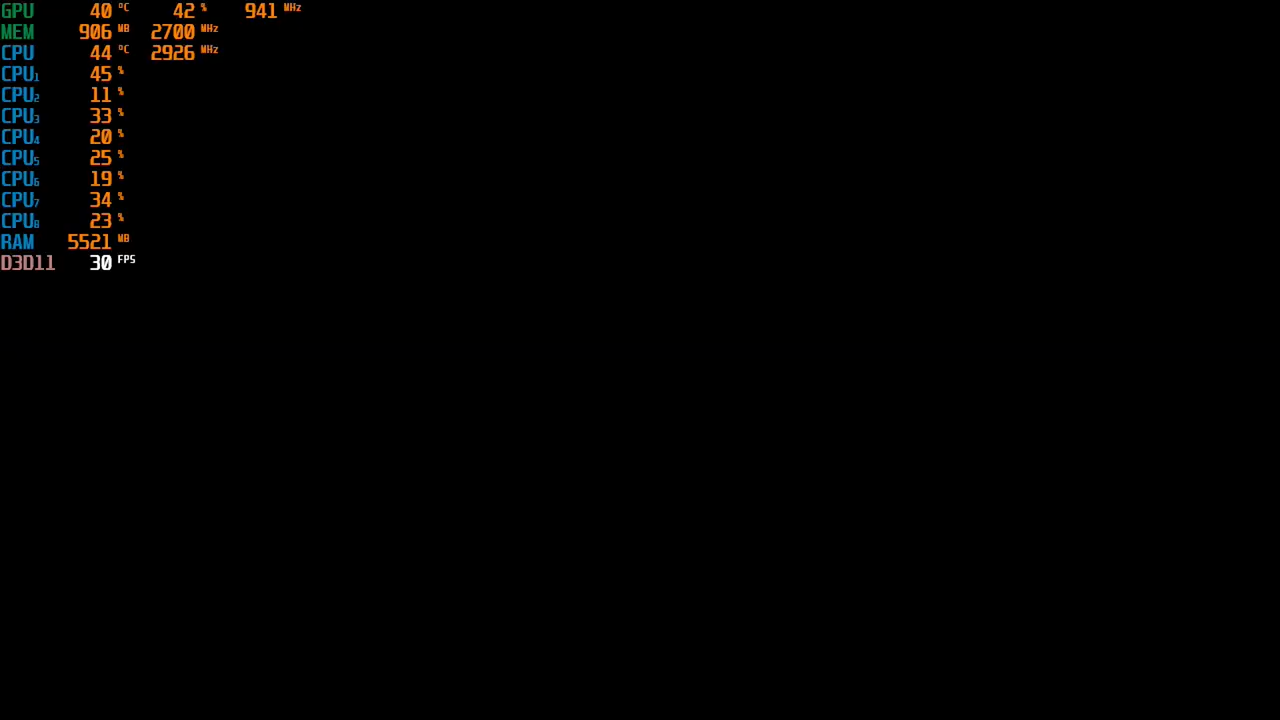 GPU 40 °C 42 % 941 MHz
MEM 906 MB 2700 MHz
CPU 44 °C 2926 MHz
CPU1 45 %
CPU2 11 %
CPU3 33 %
CPU4 20 %
CPU5 25 %
CPU6 19 %
CPU7 34 %
CPU8 23 %
RAM 5521 MB
D3D11 30 FPS